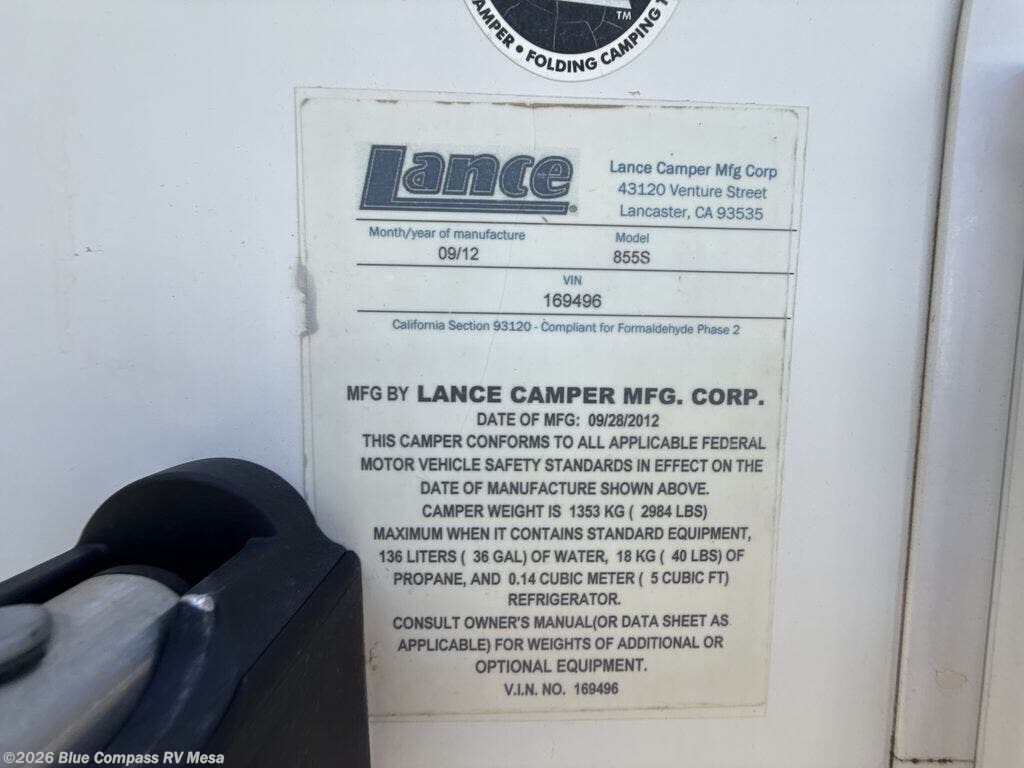 FOLDING CAMPING
TM
Lance
®
Lance Camper Mfg Corp
43120 Venture Street
Lancaster, CA 93535
Month/year of manufacture
Model
09/12
855S
VIN
169496
California Section 93120 - Compliant for Formaldehyde Phase 2
MFG BY LANCE CAMPER MFG. CORP.
DATE OF MFG: 09/28/2012
THIS CAMPER CONFORMS TO ALL APPLICABLE FEDERAL
MOTOR VEHICLE SAFETY STANDARDS IN EFFECT ON THE
DATE OF MANUFACTURE SHOWN ABOVE.
CAMPER WEIGHT IS 1353 KG ( 2984 LBS)
MAXIMUM WHEN IT CONTAINS STANDARD EQUIPMENT,
136 LITERS ( 36 GAL) OF WATER, 18 KG ( 40 LBS) OF
PROPANE, AND 0.14 CUBIC METER ( 5 CUBIC FT)
REFRIGERATOR.
CONSULT OWNER'S MANUAL(OR DATA SHEET AS
APPLICABLE) FOR WEIGHTS OF ADDITIONAL OR
OPTIONAL EQUIPMENT.
V.I.N. NO. 169496
©2026 Blue Compass RV Mesa